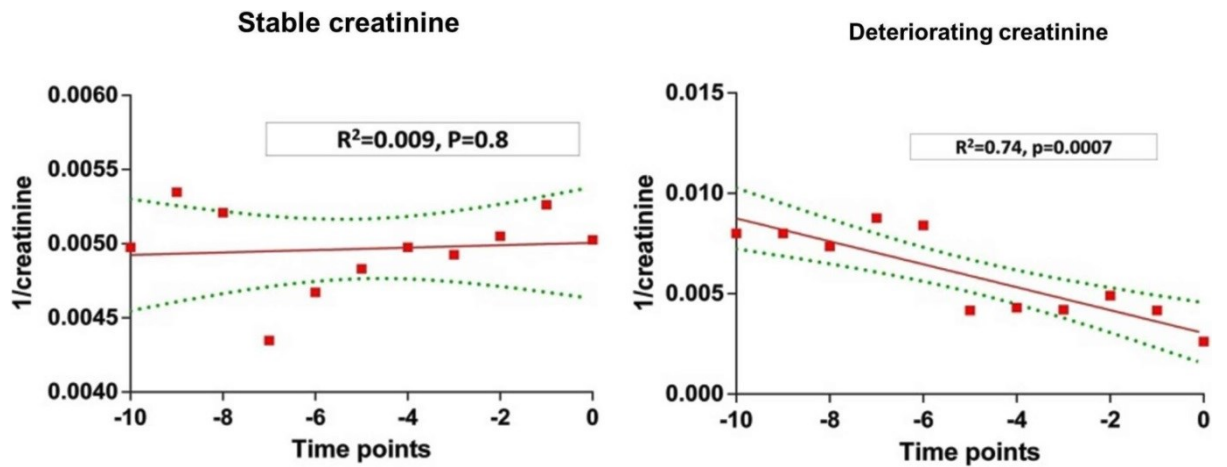 Stable creatinine
0.0060
0.0055
0.0050
0.0045
0.0040
1/creatinine
R²=0.009, P=0.8
-10
-8
-6
-4
-2
0
Time points
Deteriorating creatinine
0.015
0.010
0.005
0.000
1/creatinine
R²=0.74, p=0.0007
-10
-8
-6
-4
-2
0
Time points